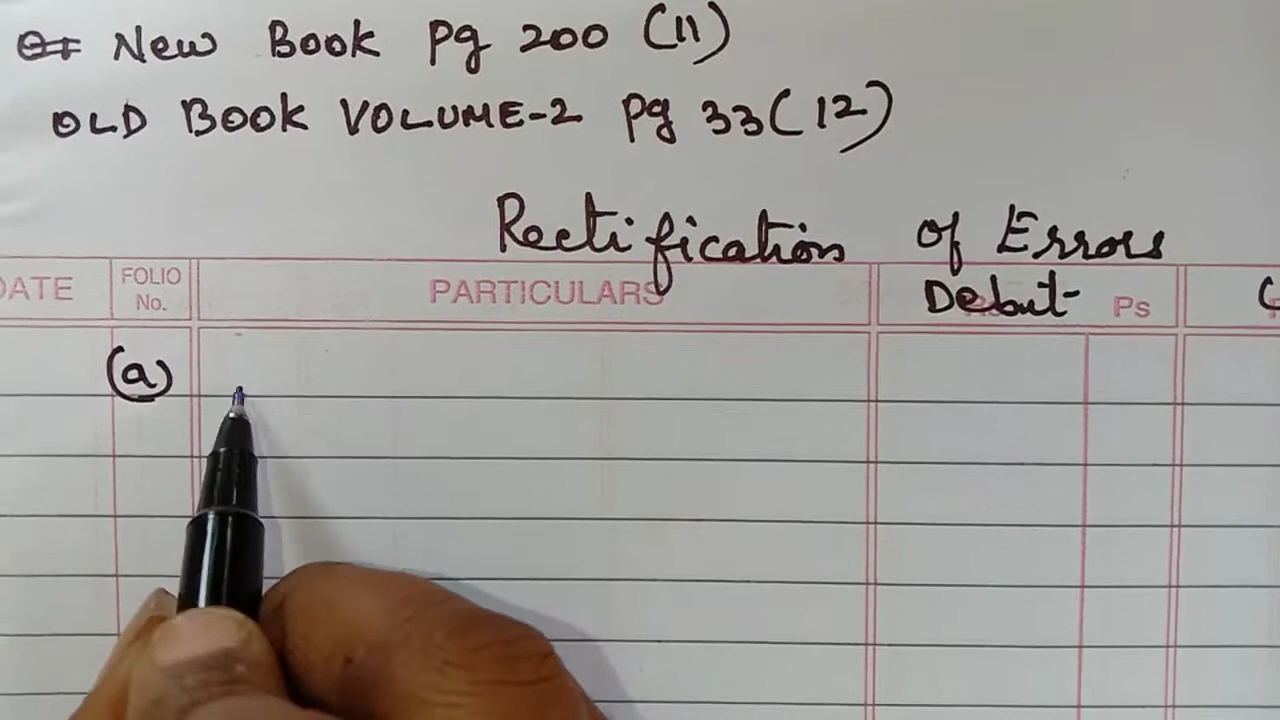 New Book Pg 200 (11)
OLD Book VOLUME-2 Pg 33 (12)
Rectification of Errors
DATE FOLIO No. PARTICULARS Debit Ps C
(a)